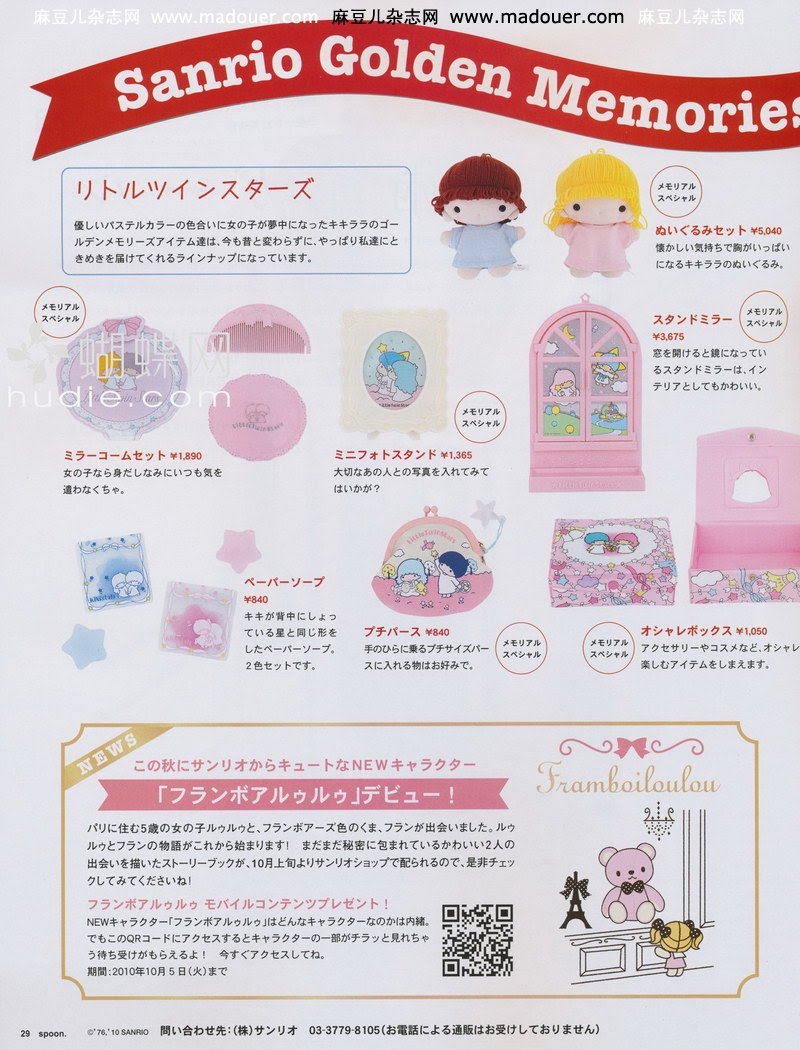 麻豆儿杂志网 www.madouer.com 麻豆儿杂志网 www.madouer.com 麻豆儿杂志网
Sanrio Golden Memories
リトルツインスターズ
優しいパステルカラーの色合いに女の子が夢中になったキキララのゴー
ルデンメモリーズアイテム達は、今も昔と変わらずに、やっぱり私達にと
きめきを届けてくれるラインナップになっています。
メモリアル
スペシャル
ぬいぐるみセット ¥5,040
懐かしい気持ちで胸がいっぱい
になるキキララのぬいぐるみ。
メモリアル
スペシャル
蝴蝶网
hudie.com
ミラーコームセット ¥1,890
女の子なら身だしなみにいつも気を
遣わなくちゃ。
LittleTwinStars
メモリアル
スペシャル
ミニフォトスタンド ¥1,365
大切なあの人との写真を入れてみて
はいかが?
メモリアル
スペシャル
スタンドミラー
¥3,675
窓を開けると鏡になってい
るスタンドミラーは、イン
テリアとしてもかわいい。
ペーパーソープ
¥840
キキが背中にしょっ
ている星と同じ形を
したペーパーソープ。
2色セットです。
LittleTwinStars
プチパース ¥840
手のひらに乗るプチサイズパー
スに入れる物はお好みで。
メモリアル
スペシャル
メモリアル
スペシャル
オシャレボックス ¥1,050
アクセサリーやコスメなど、オシャレ
楽しむアイテムをしまえます。
NEWS
この秋にサンリオからキュートなNEWキャラクター
「フランボアルゥルゥ」デビュー!
パリに住む5歳の女の子ルゥルゥと、フランボアーズ色のくま、フランが出会いました。ルゥ
ルゥとフランの物語がこれから始まります! まだまだ秘密に包まれているかわいい2人の
出会いを描いたストーリーブックが、10月上旬よりサンリオショップで配られるので、是非チェッ
クしてみてくださいね!
フランボアルゥルゥ モバイルコンテンツプレゼント!
NEWキャラクター「フランボアルゥルゥ」はどんなキャラクターなのかは内緒。
でもこのQRコードにアクセスするとキャラクターの一部がチラッと見れちゃ
う待ち受けがもらえるよ! 今すぐアクセスしてね。
期間:2010年10月5日(火)まで
Framboiloulou
29 spoon. ©'76,'10 SANRIO 問い合わせ先:(株)サンリオ 03-3779-8105(お電話による通販はお受けしておりません)